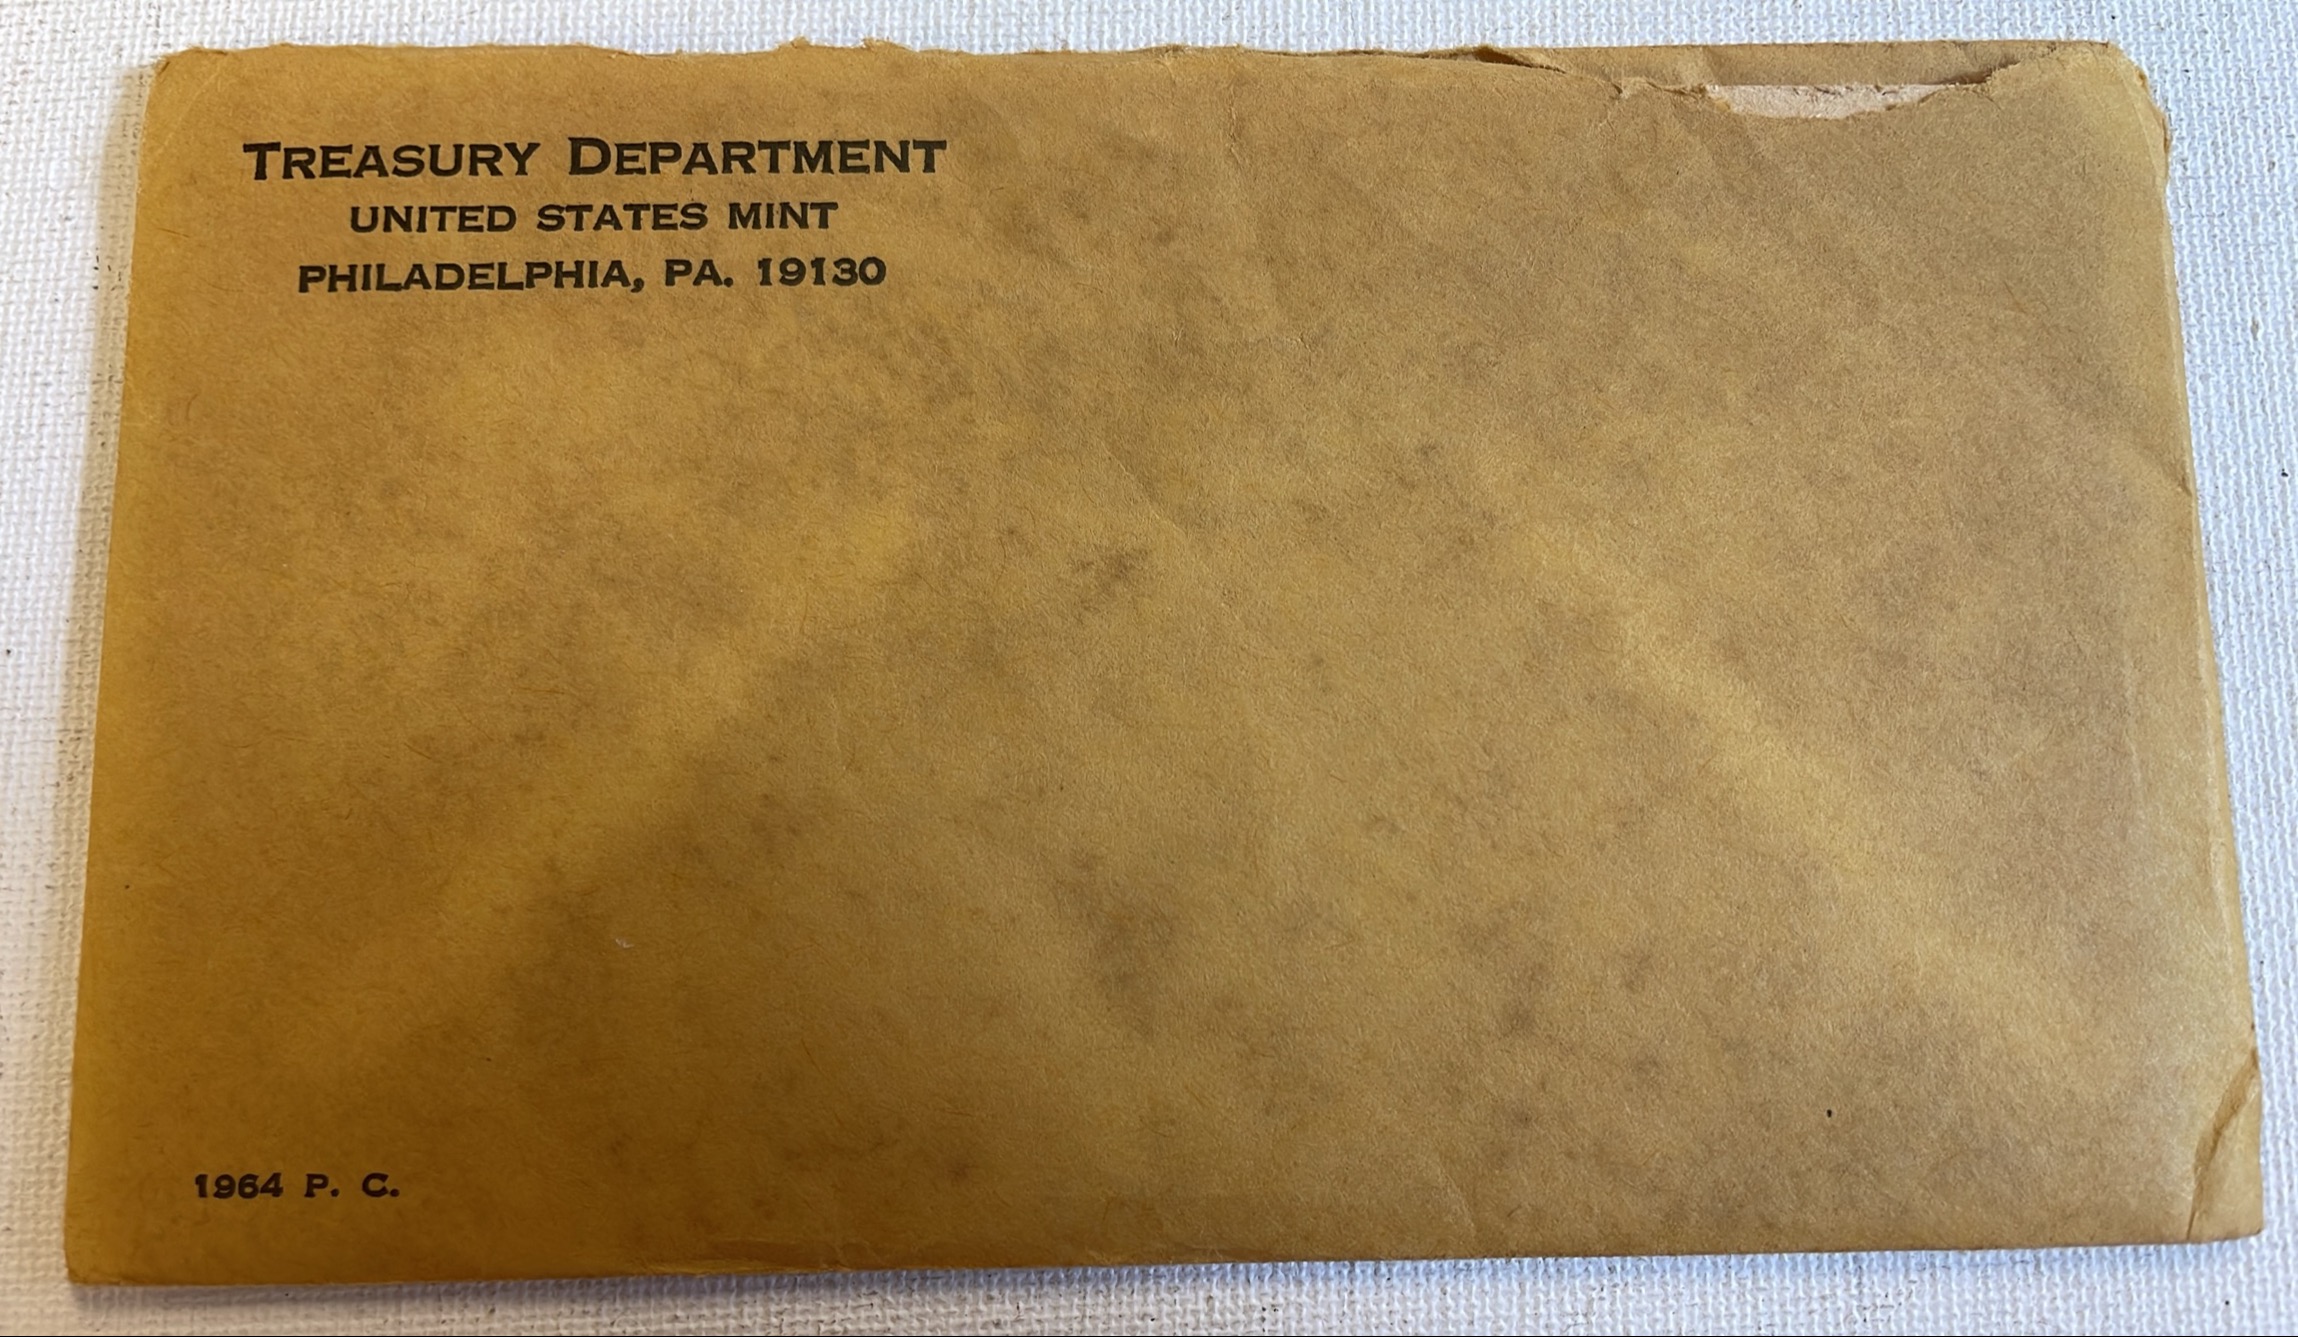 TREASURY DEPARTMENT
UNITED STATES MINT
PHILADELPHIA, PA. 19130
1964 P. C.